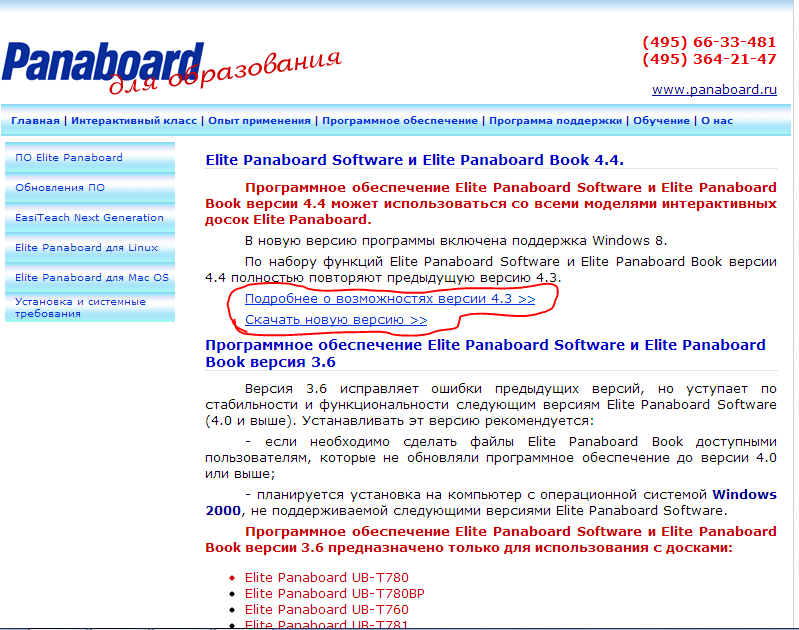 Panaboard
для образования
(495) 66-33-481
(495) 364-21-47
www.panaboard.ru
Главная | Интерактивный класс | Опыт применения | Программное обеспечение | Программа поддержки | Обучение | О нас
ПО Elite Panaboard
Обновления ПО
EasiTeach Next Generation
Elite Panaboard для Linux
Elite Panaboard для Mac OS
Установка и системные
требования
Elite Panaboard Software и Elite Panaboard Book 4.4.
Программное обеспечение Elite Panaboard Software и Elite Panaboard
Book версии 4.4 может использоваться со всеми моделями интерактивных
досок Elite Panaboard.
В новую версию программы включена поддержка Windows 8.
По набору функций Elite Panaboard Software и Elite Panaboard Book версии
4.4 полностью повторяют предыдущую версию 4.3.
Подробнее о возможностях версии 4.3 >>
Скачать новую версию >>
Программное обеспечение Elite Panaboard Software и Elite Panaboard
Book версия 3.6
Версия 3.6 исправляет ошибки предыдущих версий, но уступает по
стабильности и функциональности следующим версиям Elite Panaboard Software
(4.0 и выше). Устанавливать эт версию рекомендуется:
- если необходимо сделать файлы Elite Panaboard Book доступными
пользователям, которые не обновляли программное обеспечение до версии 4.0
или выше;
- планируется установка на компьютер с операционной системой Windows
2000, не поддерживаемой следующими версиями Elite Panaboard Software.
Программное обеспечение Elite Panaboard Software и Elite Panaboard
Book версии 3.6 предназначено только для использования с досками:
Elite Panaboard UB-T780
Elite Panaboard UB-T780BP
Elite Panaboard UB-T760
Elite Panaboard UB-T781